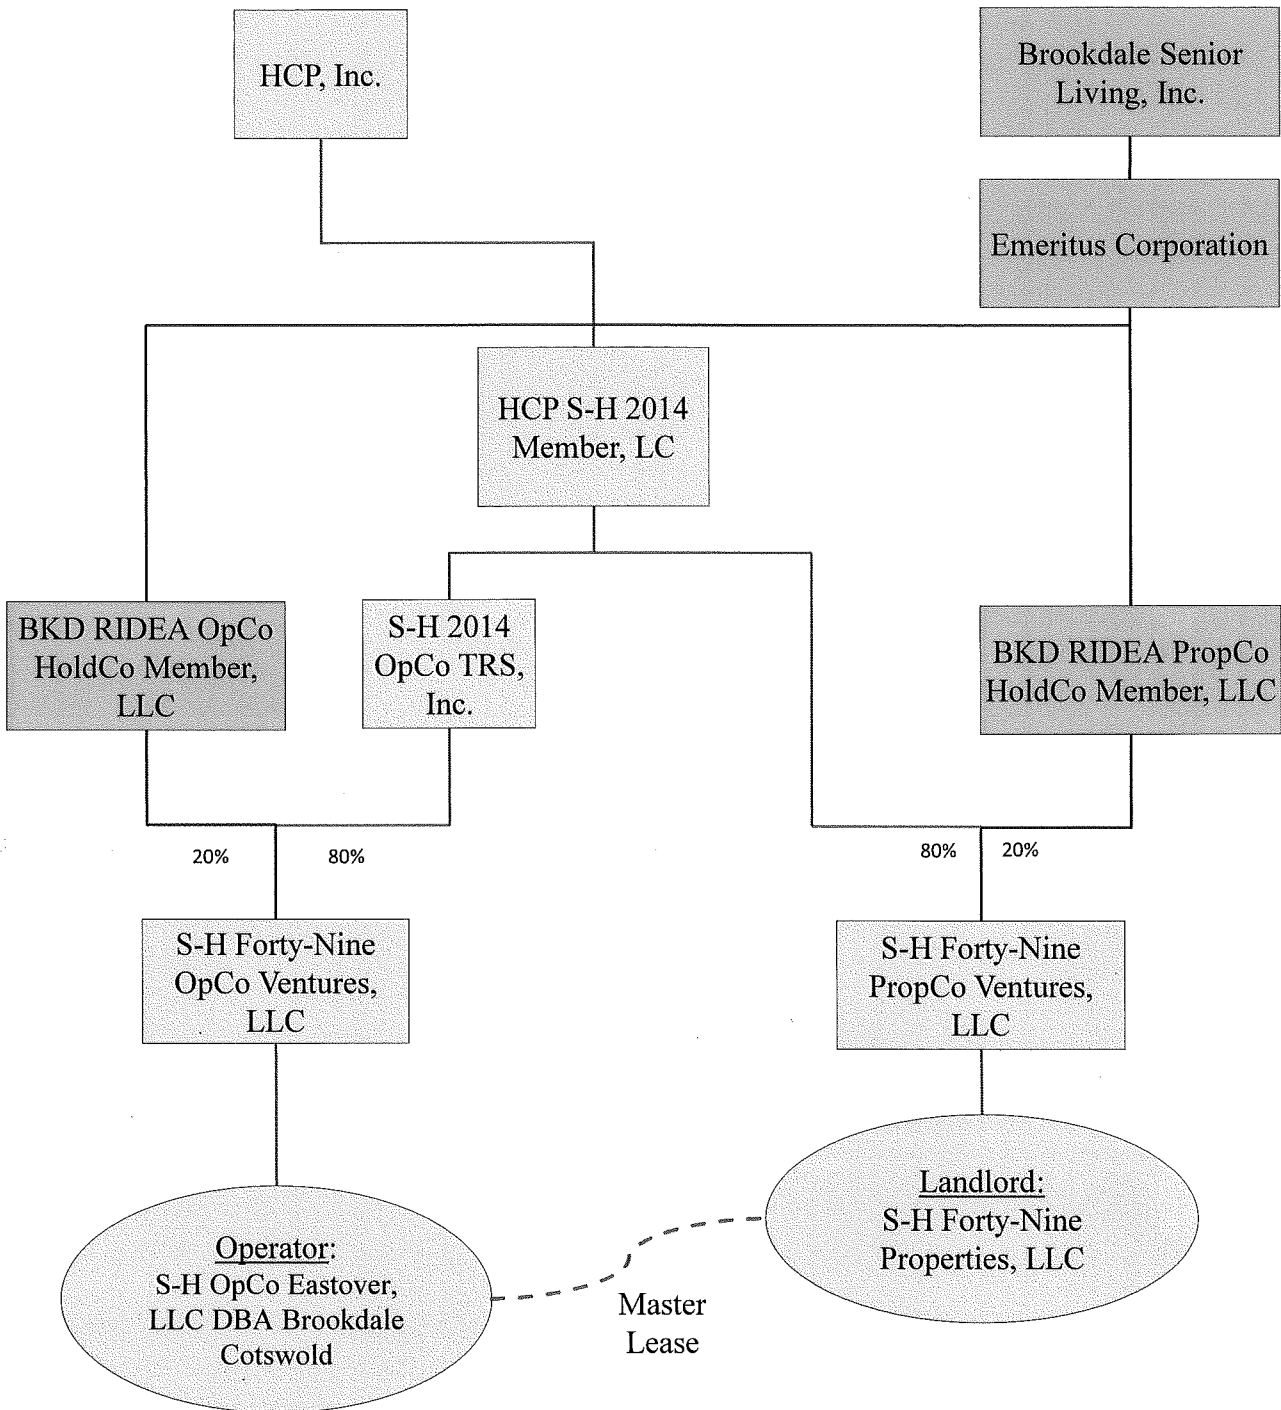 HCP, Inc.
Brookdale Senior
Living, Inc.
Emeritus Corporation
HCP S-H 2014
Member, LC
BKD RIDEA OpCo
HoldCo Member,
LLC
S-H 2014
OpCo TRS,
Inc.
BKD RIDEA PropCo
HoldCo Member, LLC
20%
80%
80%
20%
S-H Forty-Nine
OpCo Ventures,
LLC
S-H Forty-Nine
PropCo Ventures,
LLC
Operator:
S-H OpCo Eastover,
LLC DBA Brookdale
Cotswold
Master
Lease
Landlord:
S-H Forty-Nine
Properties, LLC